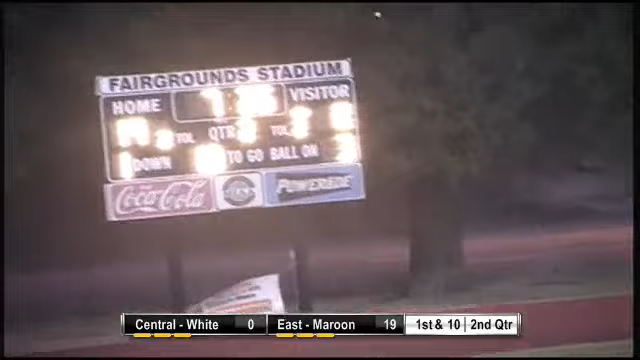 FAIRGROUNDS STADIUM
HOME
VISITOR
TOL QTR TOL
DOWN TO GO BALL ON
Coca-Cola
POWERADE
Central - White 0 East - Maroon 19 1st & 10 2nd Qtr